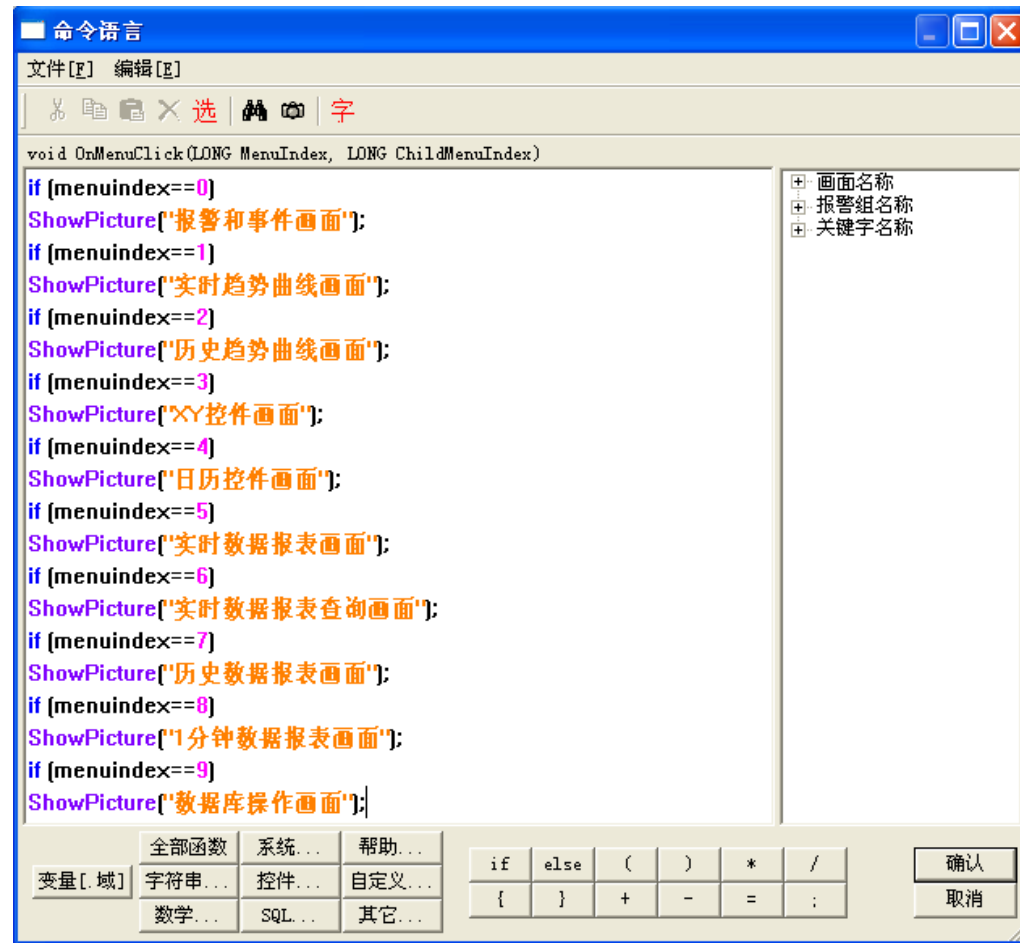 命令语言
文件[F] 编辑[E]
选 字
void OnMenuClick(LONG MenuIndex, LONG ChildMenuIndex)
if (menuindex==0)
ShowPicture("报警和事件画面");
if (menuindex==1)
ShowPicture("实时趋势曲线画面");
if (menuindex==2)
ShowPicture("历史趋势曲线画面");
if (menuindex==3)
ShowPicture("XY控件画面");
if (menuindex==4)
ShowPicture("日历控件画面");
if (menuindex==5)
ShowPicture("实时数据报表画面");
if (menuindex==6)
ShowPicture("实时数据报表查询画面");
if (menuindex==7)
ShowPicture("历史数据报表画面");
if (menuindex==8)
ShowPicture("1分钟数据报表画面");
if (menuindex==9)
ShowPicture("数据库操作画面");
画面名称
报警组名称
关键字名称
变量[.域]
全部函数 系统... 帮助...
字符串... 控件... 自定义...
数学... SQL... 其它...
if else ( ) * /
{ } + - = ;
确认
取消